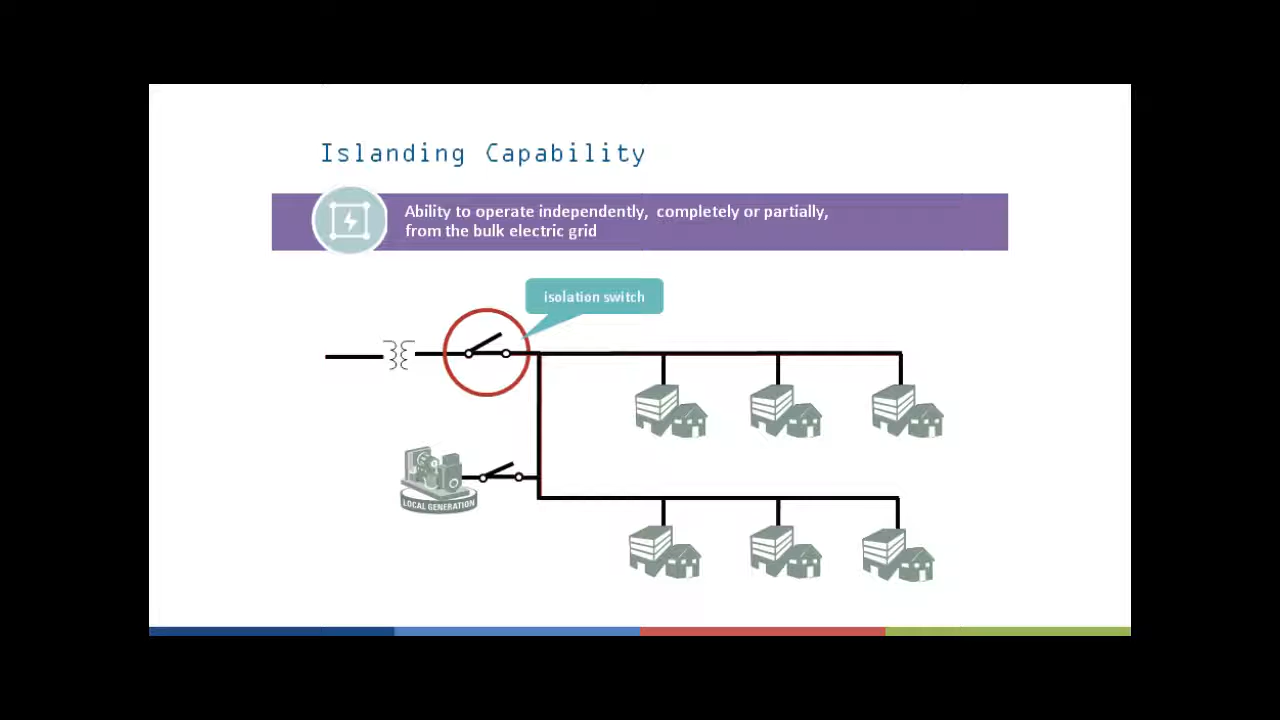 Islanding Capability
Ability to operate independently, completely or partially,
from the bulk electric grid
isolation switch
LOCAL GENERATION